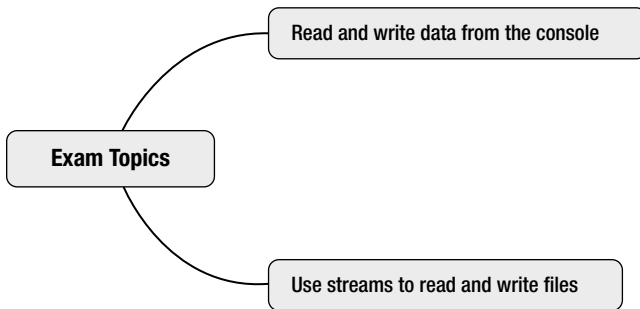 Read and write data from the console
Exam Topics
Use streams to read and write files